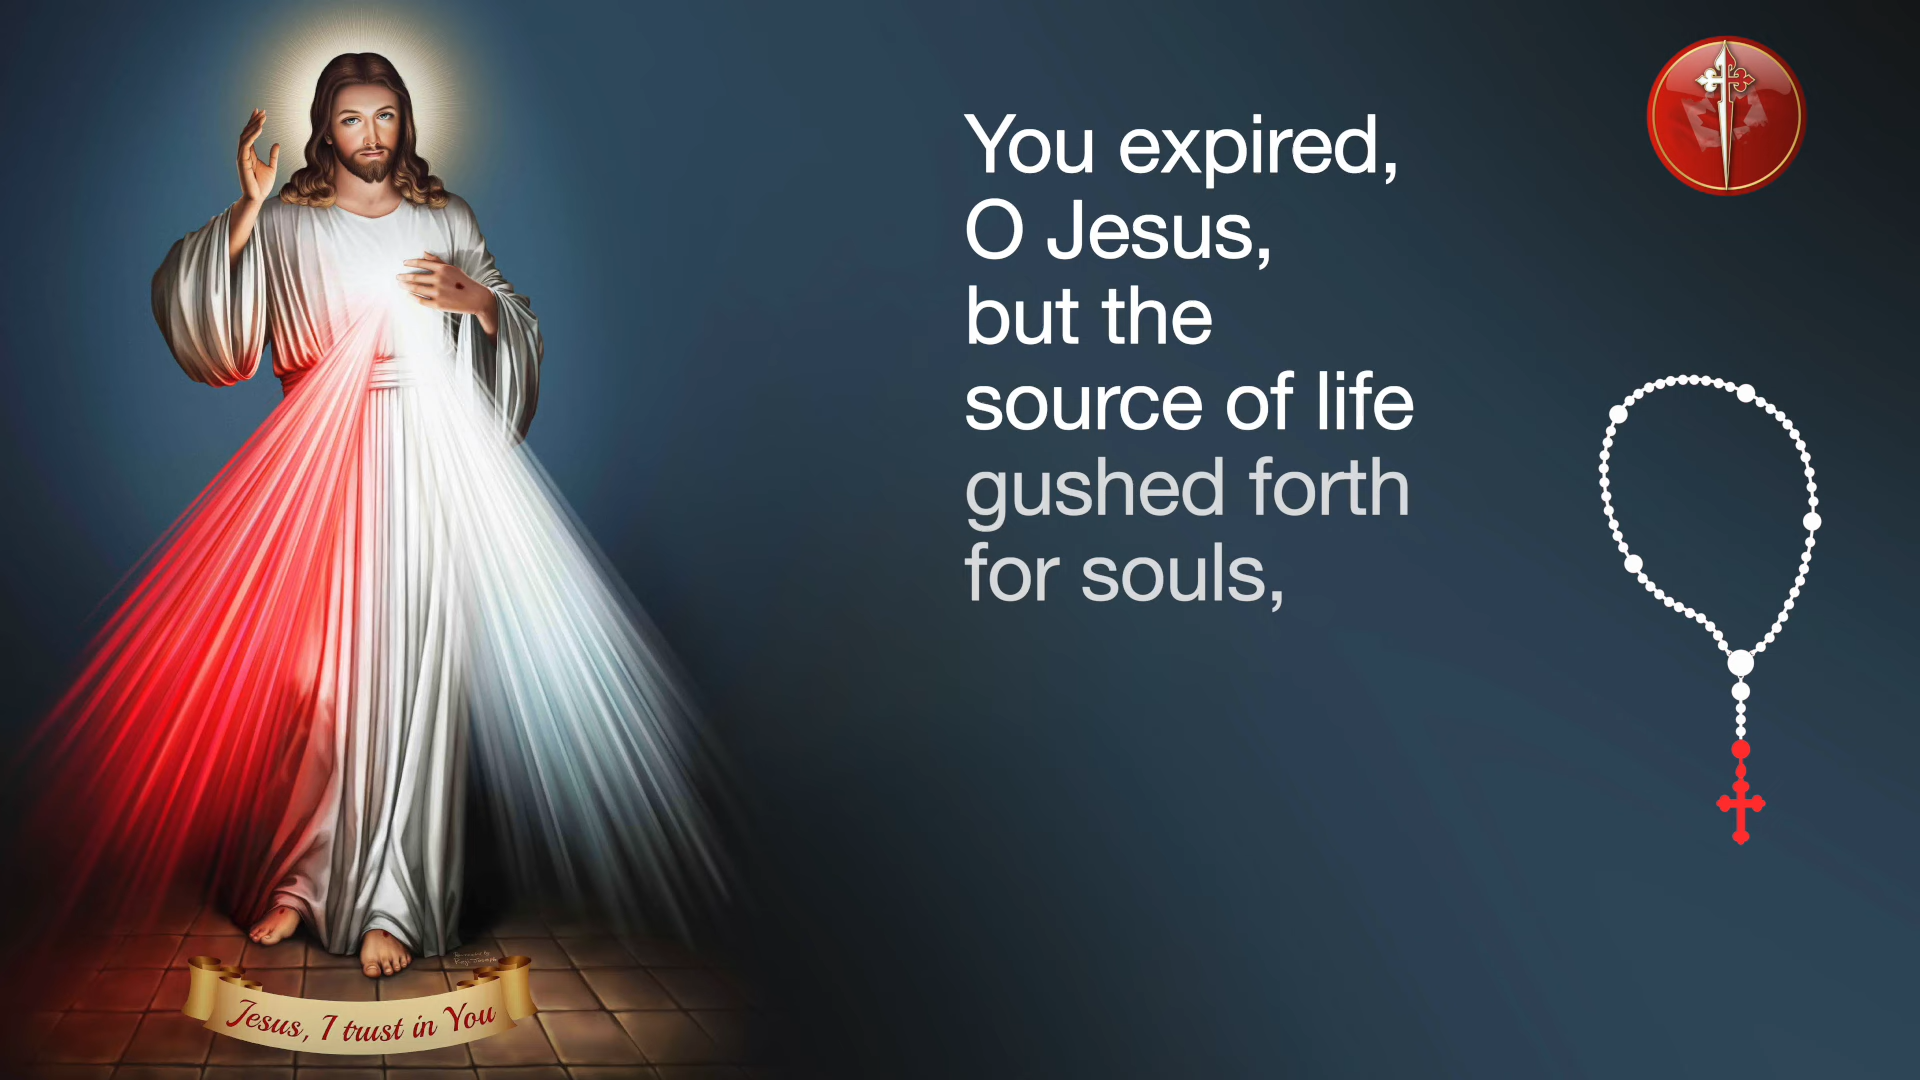 You expired,
O Jesus,
but the
source of life
gushed forth
for souls,
Jesus, I trust in You